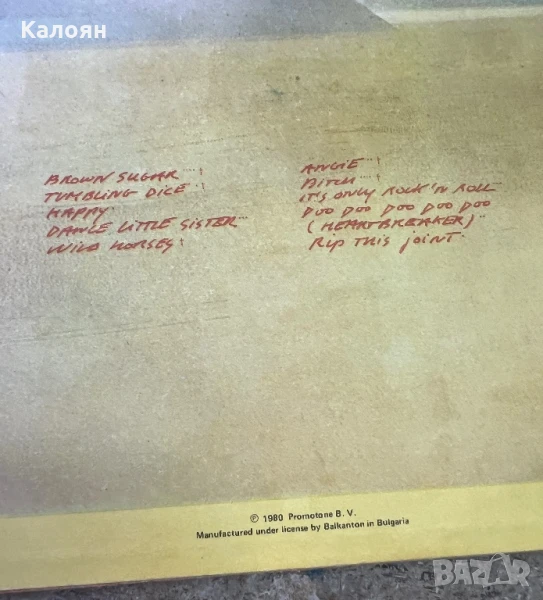 Калоян
BROWN SUGAR
TUMBLING DICE
HAPPY
DANCE LITTLE SISTER
WILD HORSES
ANGIE
BITCH
IT'S ONLY ROCK 'N ROLL
DOO DOO DOO DOO DOO
(HEARTBREAKER)
RIP THIS JOINT
℗ 1980 Promotone B. V.
Manufactured under license by Balkanton in Bulgaria
BAZAR